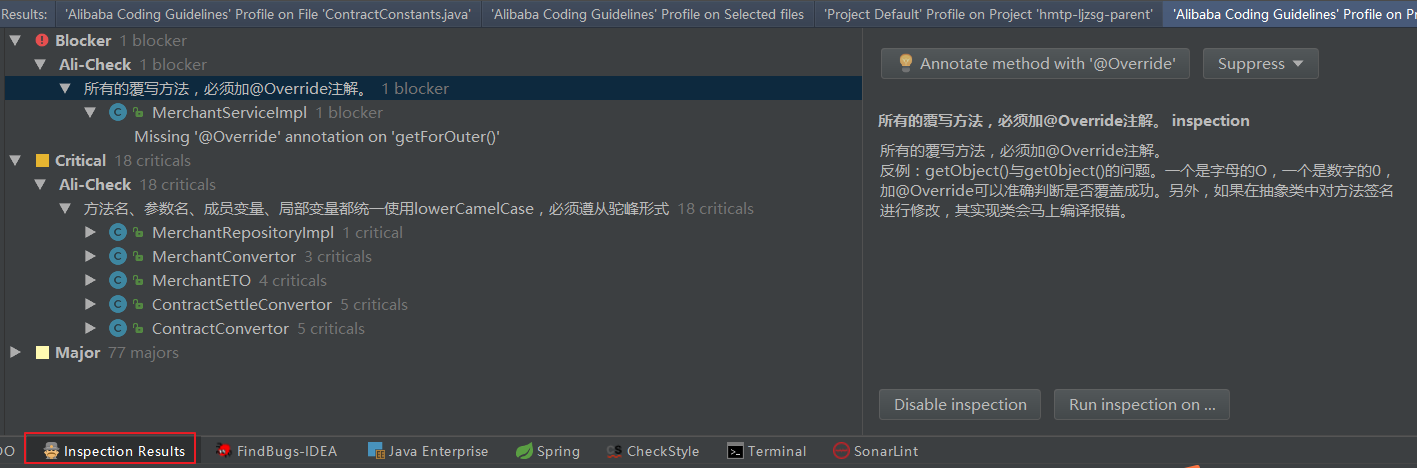 Results: 'Alibaba Coding Guidelines' Profile on File 'ContractConstants.java' 'Alibaba Coding Guidelines' Profile on Selected files 'Project Default' Profile on Project 'hmtp-ljzsg-parent' 'Alibaba Coding Guidelines' Profile on Pr
Blocker 1 blocker
Ali-Check 1 blocker
所有的覆写方法，必须加@Override注解。 1 blocker
MerchantServiceImpl 1 blocker
Missing '@Override' annotation on 'getForOuter()'
Critical 18 criticals
Ali-Check 18 criticals
方法名、参数名、成员变量、局部变量都统一使用lowerCamelCase，必须遵从驼峰形式 18 criticals
MerchantRepositoryImpl 1 critical
MerchantConvertor 3 criticals
MerchantETO 4 criticals
ContractSettleConvertor 5 criticals
ContractConvertor 5 criticals
Major 77 majors
Annotate method with '@Override' Suppress
所有的覆写方法，必须加@Override注解。 inspection
所有的覆写方法，必须加@Override注解。
反例：getObject()与get0bject()的问题。一个是字母的O，一个是数字的0，
加@Override可以准确判断是否覆盖成功。另外，如果在抽象类中对方法签名
进行修改，其实现类会马上编译报错。
Disable inspection Run inspection on ...
DO Inspection Results FindBugs-IDEA Java Enterprise Spring CheckStyle Terminal SonarLint